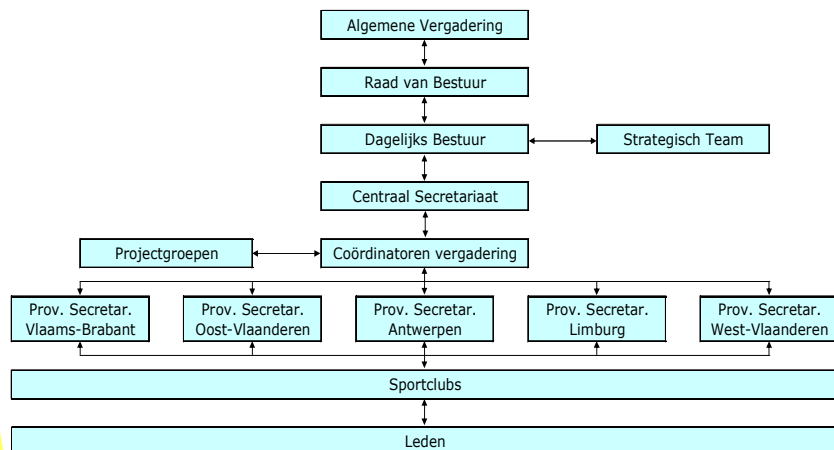 Algemene Vergadering
Raad van Bestuur
Dagelijks Bestuur
Strategisch Team
Centraal Secretariaat
Projectgroepen
Coördinatoren vergadering
Prov. Secretar.
Vlaams-Brabant
Prov. Secretar.
Oost-Vlaanderen
Prov. Secretar.
Antwerpen
Prov. Secretar.
Limburg
Prov. Secretar.
West-Vlaanderen
Sportclubs
Leden